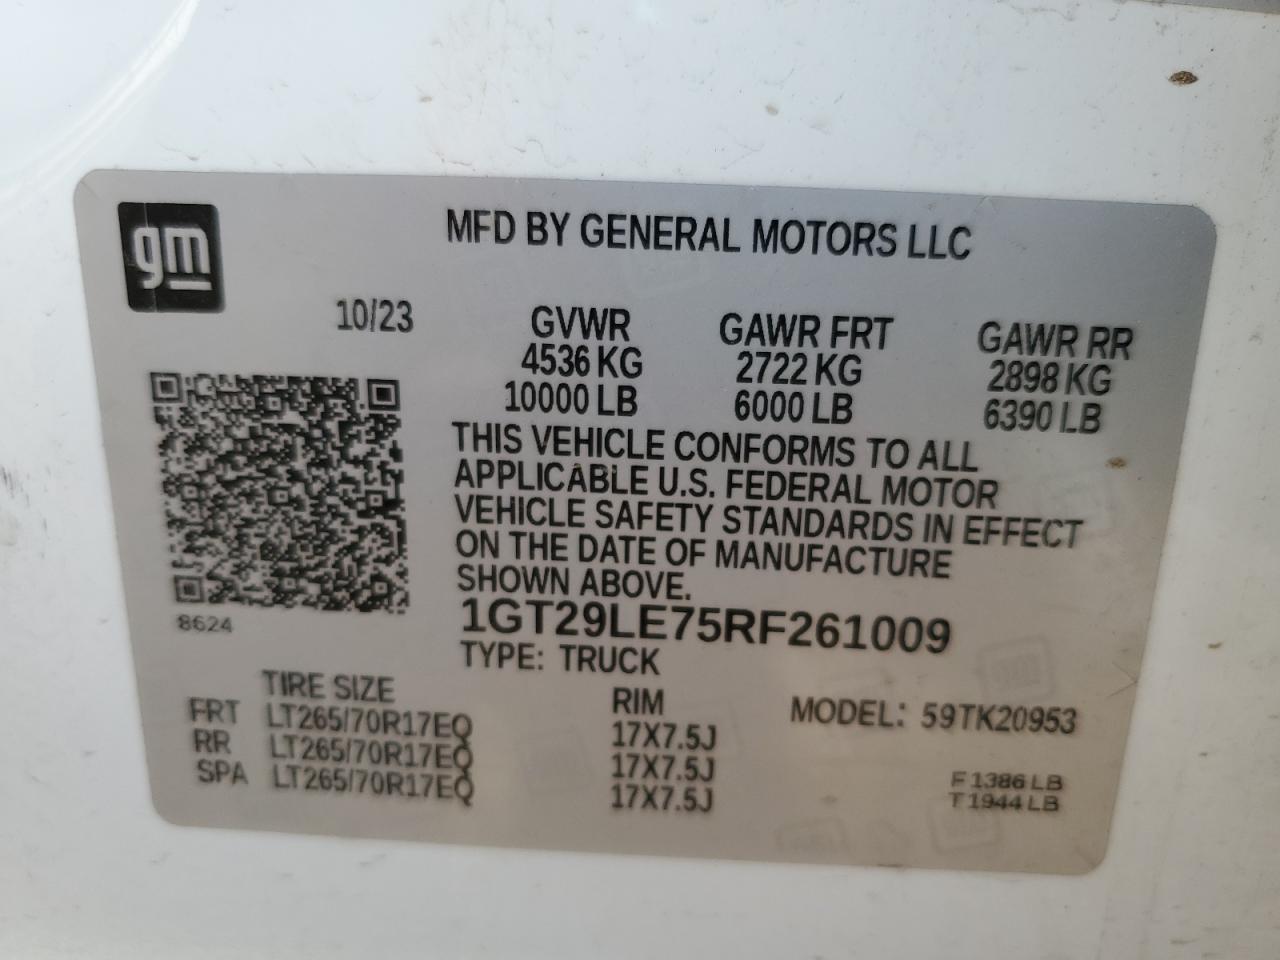 gm
MFD BY GENERAL MOTORS LLC
10/23
GVWR
4536 KG
10000 LB
GAWR FRT
2722 KG
6000 LB
GAWR RR
2898 KG
6390 LB
THIS VEHICLE CONFORMS TO ALL
APPLICABLE U.S. FEDERAL MOTOR
VEHICLE SAFETY STANDARDS IN EFFECT
ON THE DATE OF MANUFACTURE
SHOWN ABOVE.
8624
1GT29LE75RF261009
TYPE: TRUCK
TIRE SIZE RIM
FRT LT265/70R17EQ 17X7.5J
RR LT265/70R17EQ 17X7.5J
SPA LT265/70R17EQ 17X7.5J
MODEL: 59TK20953
F1386 LB
T1944 LB